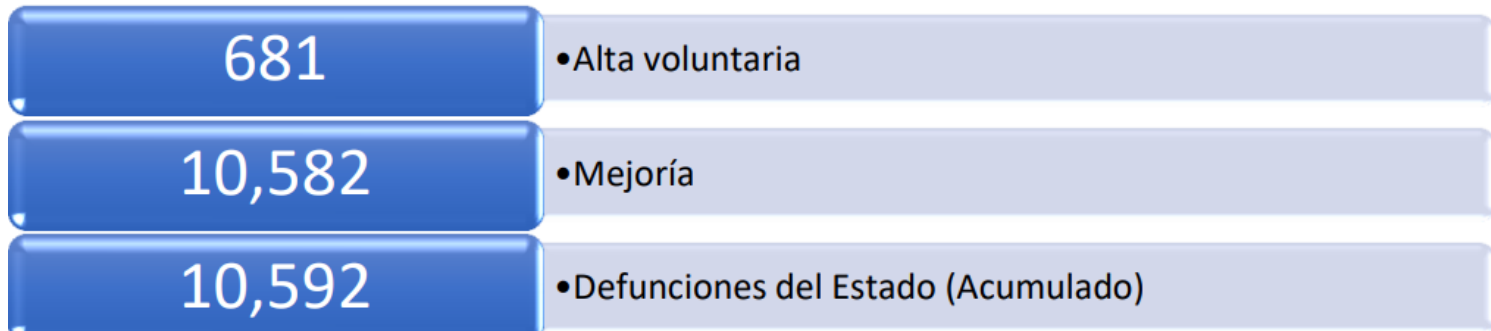 681
•Alta voluntaria
10,582
•Mejoría
10,592
•Defunciones del Estado (Acumulado)